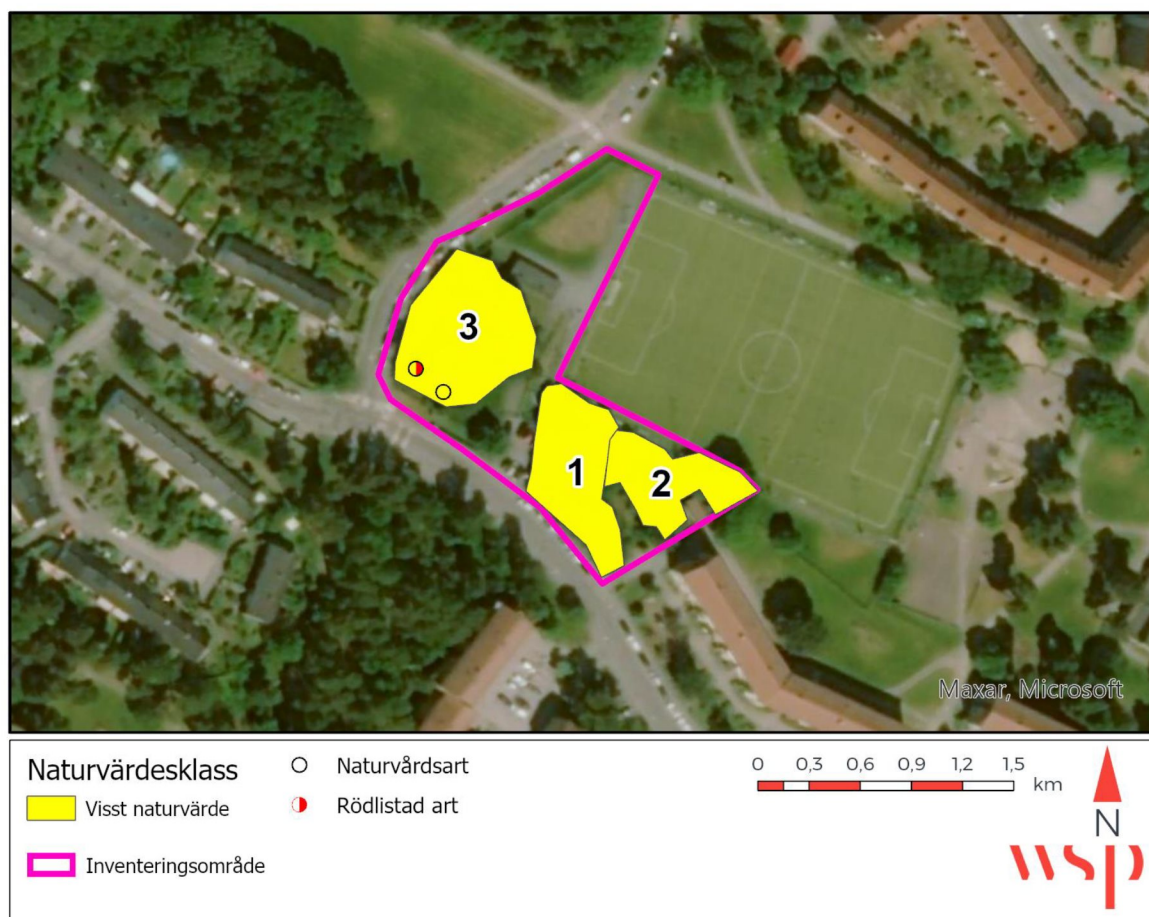 3
1
2
Maxar, Microsoft
Naturvärdesklass
Visst naturvärde
Inventeringsområde
Naturvårdsart
Rödlistad art
0 0,3 0,6 0,9 1,2 1,5
km
N
wsp